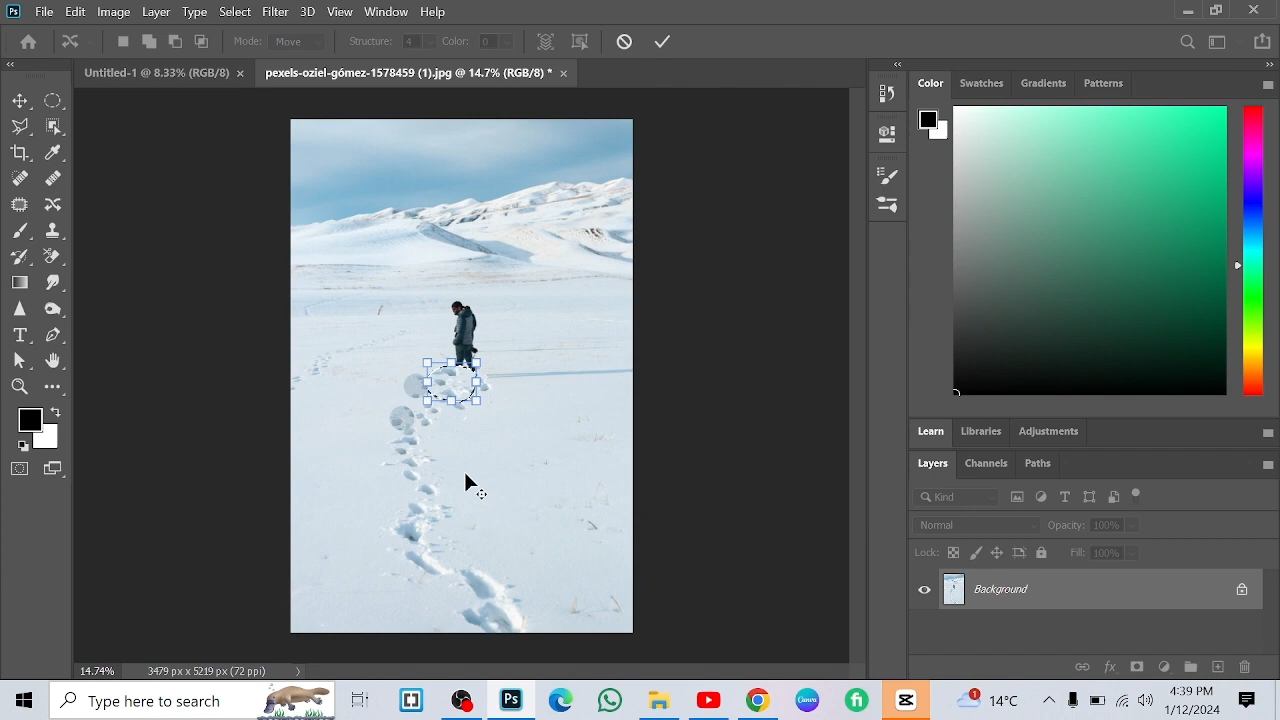 Ps File Edit Image Layer Type Select Filter 3D View Window Help
Mode: Move Structure: 4 Color: 0
Untitled-1 @ 8.33% (RGB/8) × pexels-oziel-gómez-1578459 (1).jpg @ 14.7% (RGB/8) * ×
Color Swatches Gradients Patterns
Learn Libraries Adjustments
Layers Channels Paths
Kind
Normal Opacity: 100%
Lock: Fill: 100%
Background
14.74% 3479 px x 5219 px (72 ppi)
Type here to search
1 14°C
4:39 PM
1/12/2024